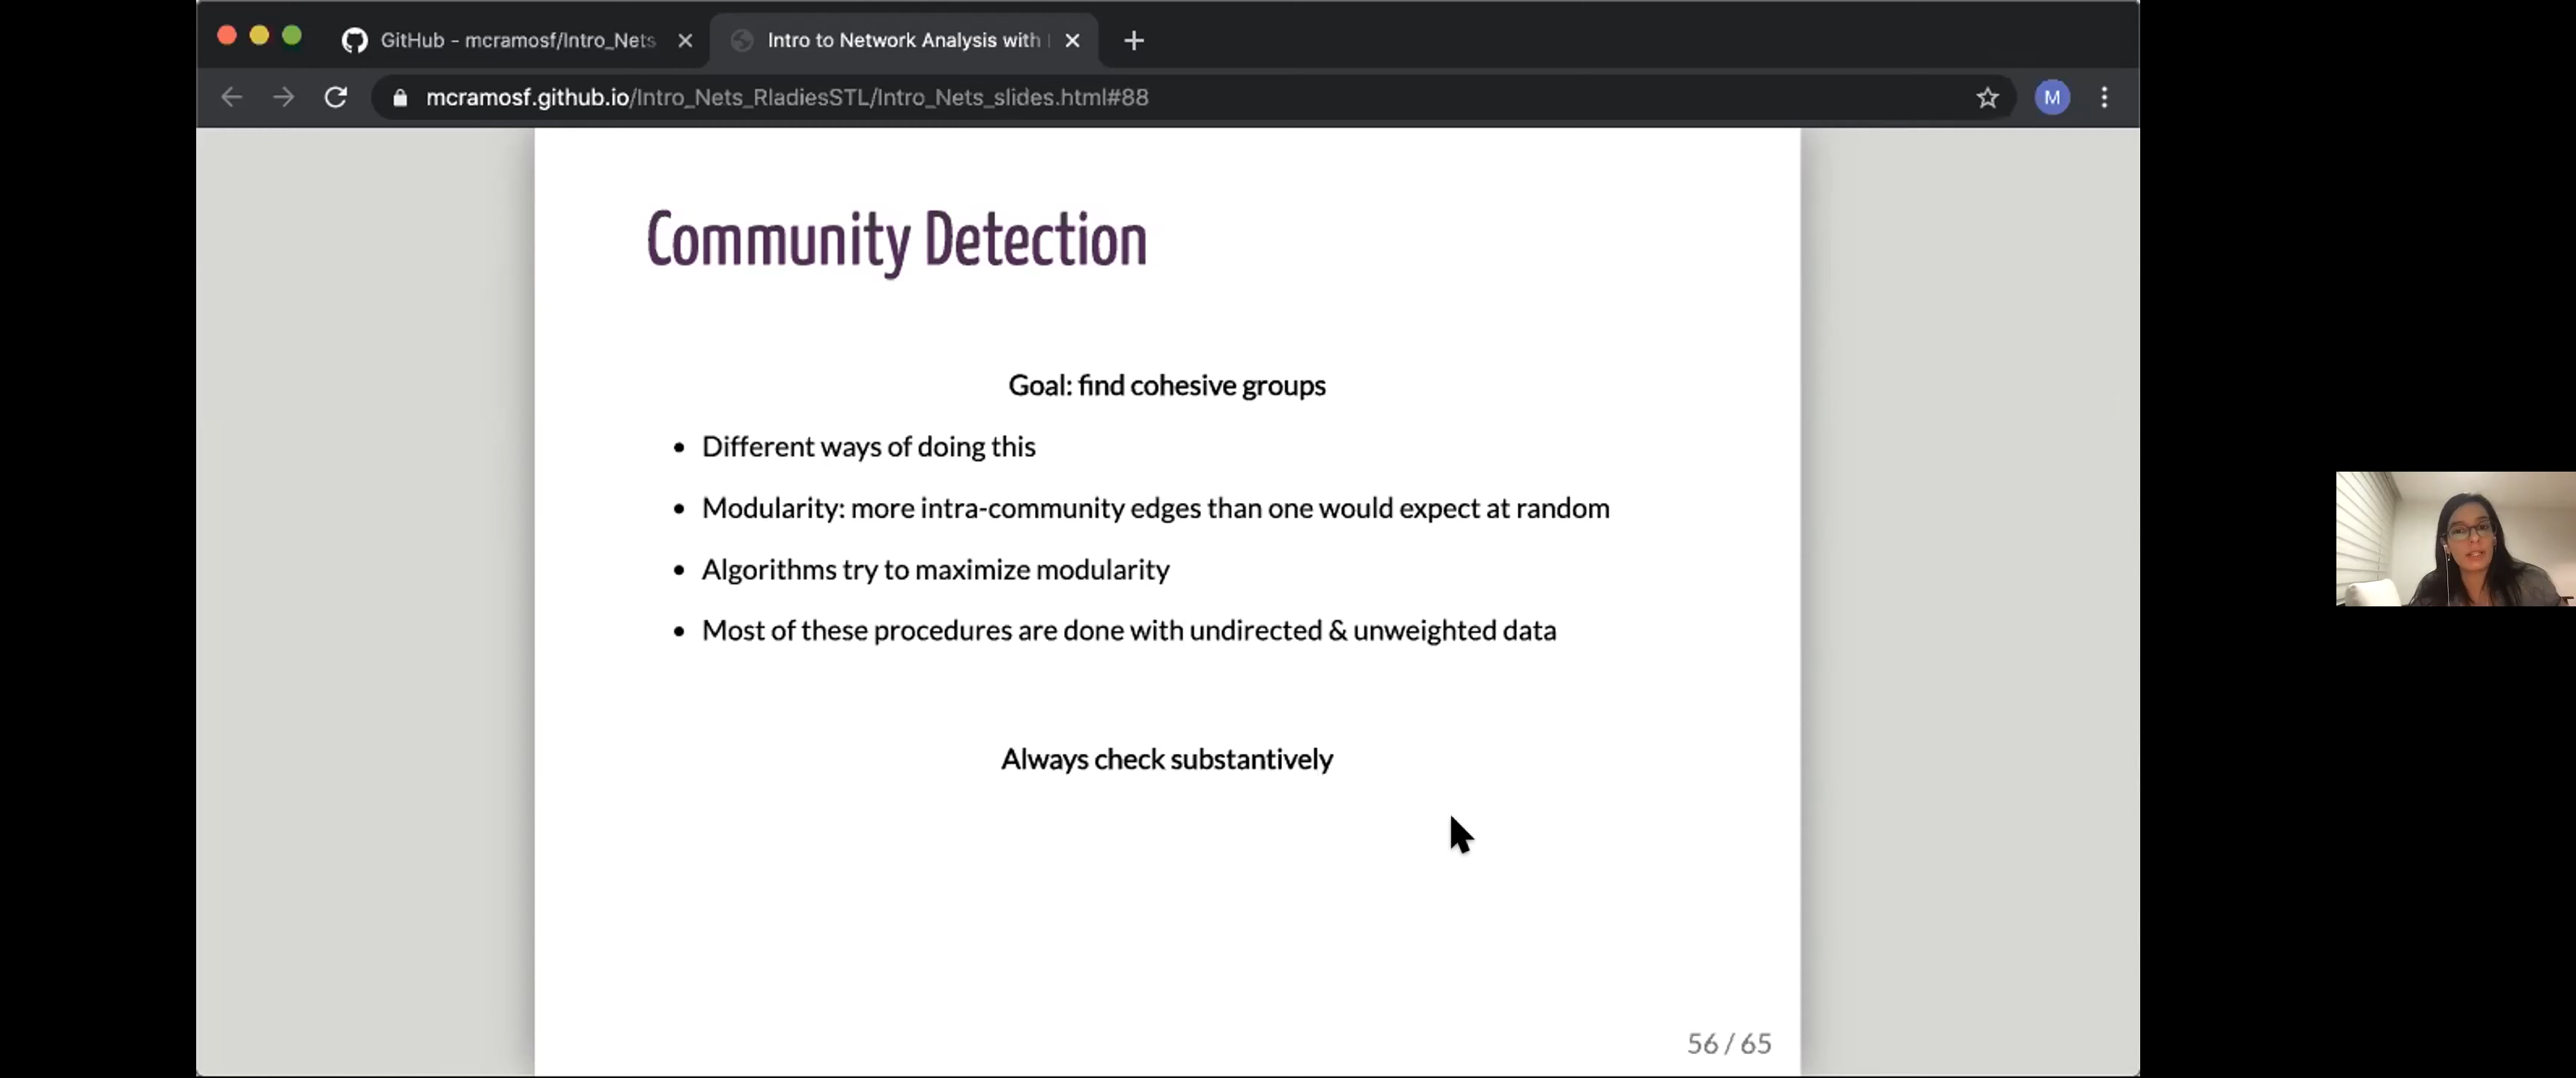 GitHub - mcramosf/Intro_Nets
Intro to Network Analysis with
mcramosf.github.io/Intro_Nets_RladiesSTL/Intro_Nets_slides.html#88
M
Community Detection
Goal: find cohesive groups
• Different ways of doing this
• Modularity: more intra-community edges than one would expect at random
• Algorithms try to maximize modularity
• Most of these procedures are done with undirected & unweighted data
Always check substantively
56 / 65